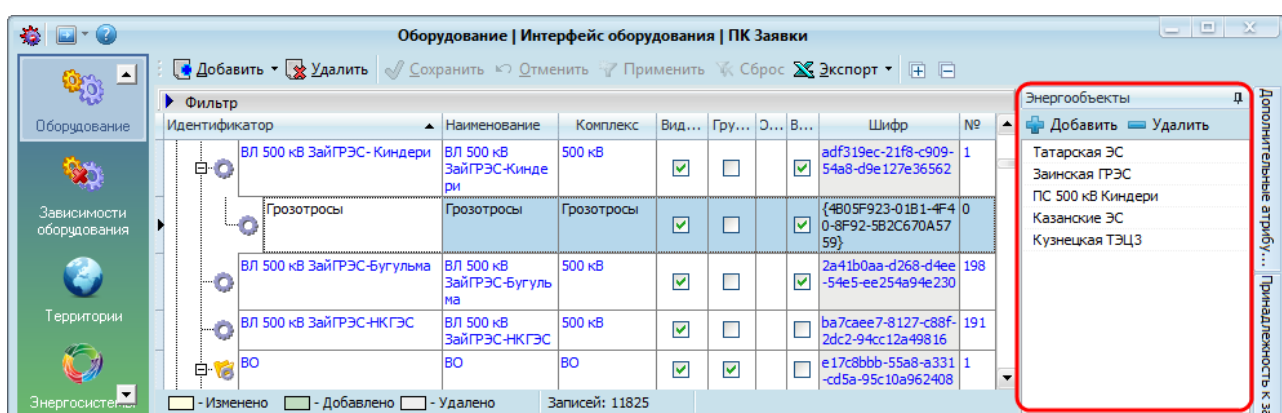 Оборудование | Интерфейс оборудования | ПК Заявки
Добавить Удалить Сохранить Отменить Применить Сброс Экспорт
Оборудование
Зависимости
оборудования
Территории
Энергосистемы
Фильтр
Идентификатор Наименование Комплекс Вид... Гру... В... Шифр №
ВЛ 500 кВ ЗайГРЭС- Киндери ВЛ 500 кВ 500 кВ adf319ec-21f8-c909- 1
ЗайГРЭС-Кинде 54a8-d9e127e36562
ри
Грозотросы Грозотросы Грозотросы {4B05F923-01B1-4F4 0
0-8F92-5B2C670A57
59}
ВЛ 500 кВ ЗайГРЭС-Бугульма ВЛ 500 кВ 500 кВ 2a41b0aa-d268-d4ee 198
ЗайГРЭС-Бугуль -54e5-ee254a94e230
ма
ВЛ 500 кВ ЗайГРЭС-НКГЭС ВЛ 500 кВ 500 кВ ba7caee7-8127-c88f- 191
ЗайГРЭС-НКГЭС 2dc2-94cc12a49816
ВО ВО ВО e17c8bbb-55a8-a331 1
-cd5a-95c10a962408
- Изменено - Добавлено - Удалено Записей: 11825
Энергообъекты
Добавить Удалить
Татарская ЭС
Заинская ГРЭС
ПС 500 кВ Киндери
Казанские ЭС
Кузнецкая ТЭЦ3
Дополнительные атрибу...
Принадлежность к